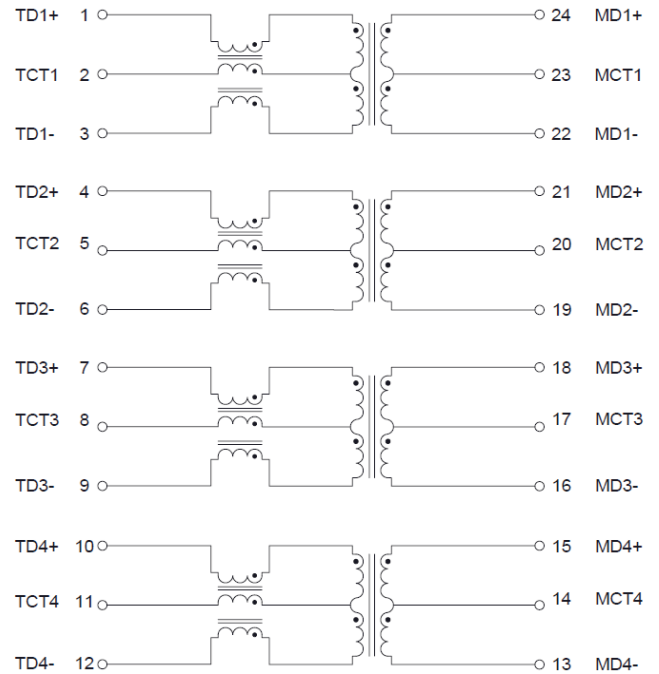 TD1+ 1 24 MD1+
TCT1 2 23 MCT1
TD1- 3 22 MD1-
TD2+ 4 21 MD2+
TCT2 5 20 MCT2
TD2- 6 19 MD2-
TD3+ 7 18 MD3+
TCT3 8 17 MCT3
TD3- 9 16 MD3-
TD4+ 10 15 MD4+
TCT4 11 14 MCT4
TD4- 12 13 MD4-